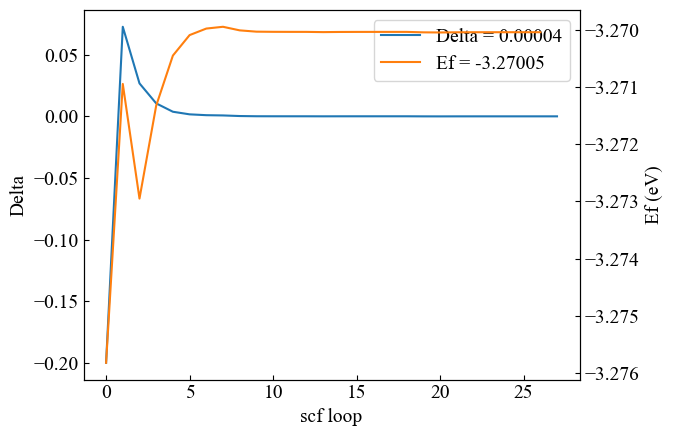 Delta = 0.00004
Ef = -3.27005
0.05
0.00
−0.05
−0.10
−0.15
−0.20
Delta
−3.270
−3.271
−3.272
−3.273
−3.274
−3.275
−3.276
Ef (eV)
0 5 10 15 20 25
scf loop